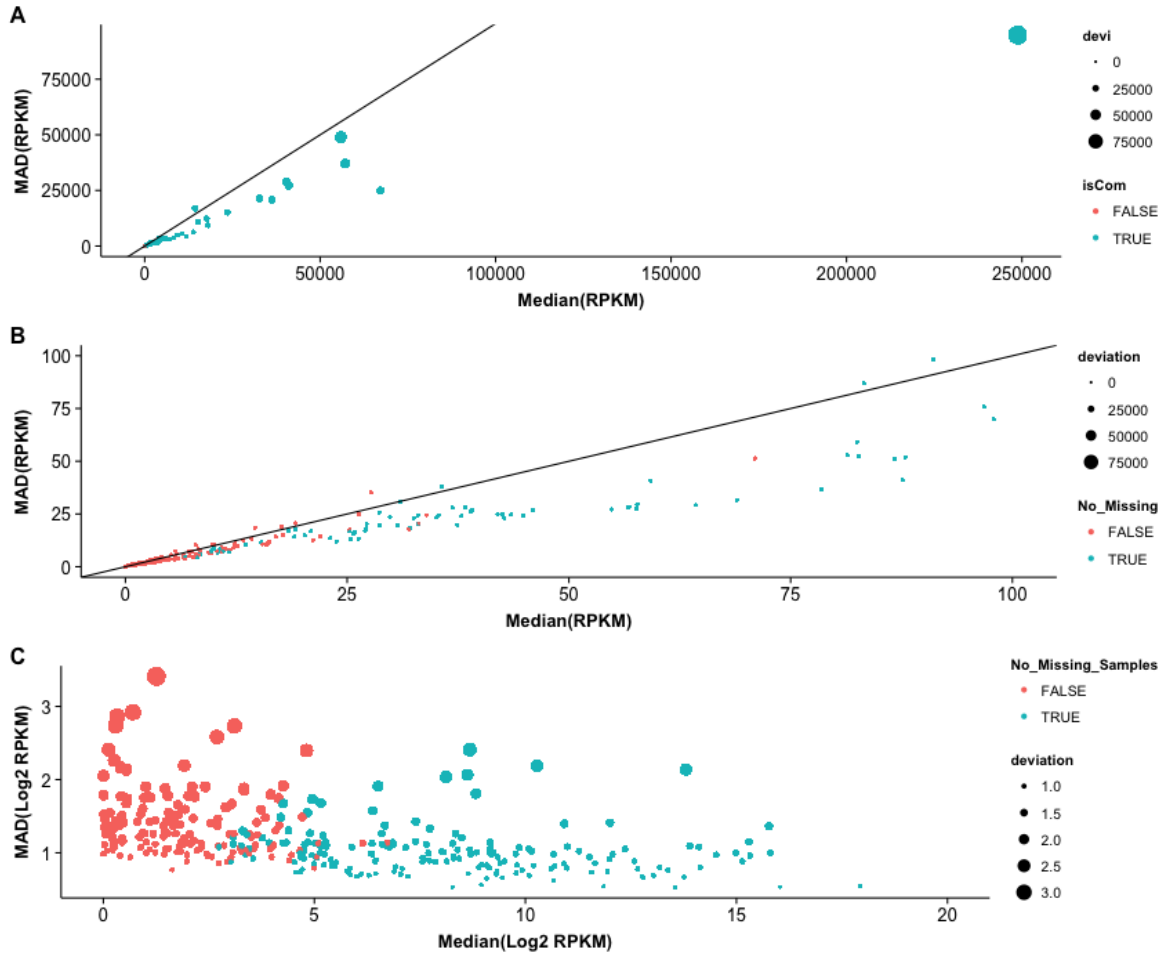 A
MAD(RPKM)
75000
50000
25000
0
0
50000
100000
150000
200000
250000
Median(RPKM)
devi
0
25000
50000
75000
isCom
FALSE
TRUE
B
MAD(RPKM)
100
75
50
25
0
0
25
50
75
100
Median(RPKM)
deviation
0
25000
50000
75000
No_Missing
FALSE
TRUE
C
MAD(Log2 RPKM)
3
2
1
0
5
10
15
20
Median(Log2 RPKM)
No_Missing_Samples
FALSE
TRUE
deviation
1.0
1.5
2.0
2.5
3.0